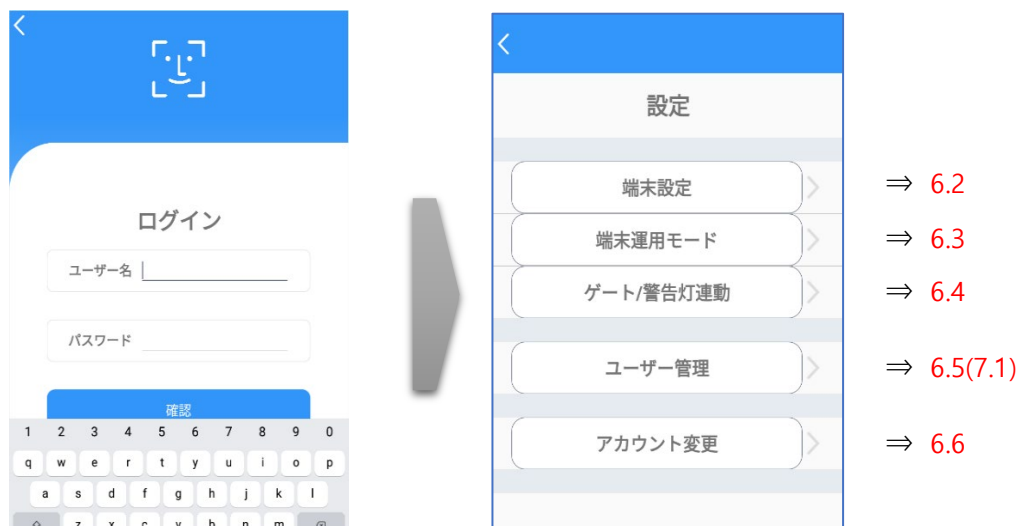 ログイン
ユーザー名
パスワード
確認
1 2 3 4 5 6 7 8 9 0
q w e r t y u i o p
a s d f g h j k l
z x c v b n m
設定
端末設定 ⇒ 6.2
端末運用モード ⇒ 6.3
ゲート/警告灯連動 ⇒ 6.4
ユーザー管理 ⇒ 6.5(7.1)
アカウント変更 ⇒ 6.6